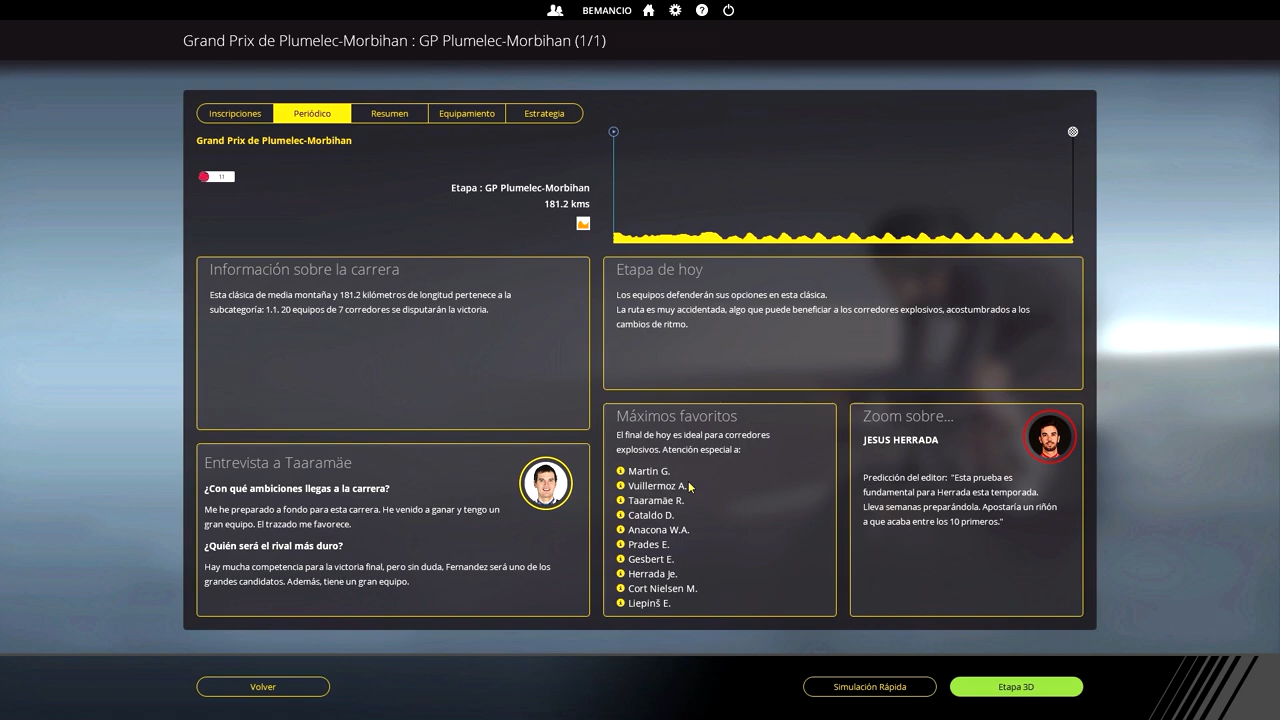 BEMANCIO
Grand Prix de Plumelec-Morbihan : GP Plumelec-Morbihan (1/1)
Inscripciones
Periódico
Resumen
Equipamiento
Estrategia
Grand Prix de Plumelec-Morbihan
1.1
Etapa : GP Plumelec-Morbihan
181.2 kms
Información sobre la carrera
Esta clásica de media montaña y 181.2 kilómetros de longitud pertenece a la
subcategoría: 1.1. 20 equipos de 7 corredores se disputarán la victoria.
Etapa de hoy
Los equipos defenderán sus opciones en esta clásica.
La ruta es muy accidentada, algo que puede beneficiar a los corredores explosivos, acostumbrados a los
cambios de ritmo.
Entrevista a Taaramäe
¿Con qué ambiciones llegas a la carrera?
Me he preparado a fondo para esta carrera. He venido a ganar y tengo un
gran equipo. El trazado me favorece.
¿Quién será el rival más duro?
Hay mucha competencia para la victoria final, pero sin duda, Fernandez será uno de los
grandes candidatos. Además, tiene un gran equipo.
Máximos favoritos
El final de hoy es ideal para corredores
explosivos. Atención especial a:
Martin G.
Vuillermoz A.
Taaramäe R.
Cataldo D.
Anacona W.A.
Prades E.
Gesbert E.
Herrada Je.
Cort Nielsen M.
Liepinš E.
Zoom sobre...
JESUS HERRADA
Predicción del editor: "Esta prueba es
fundamental para Herrada esta temporada.
Lleva semanas preparándola. Apostaría un riñón
a que acaba entre los 10 primeros."
Volver
Simulación Rápida
Etapa 3D